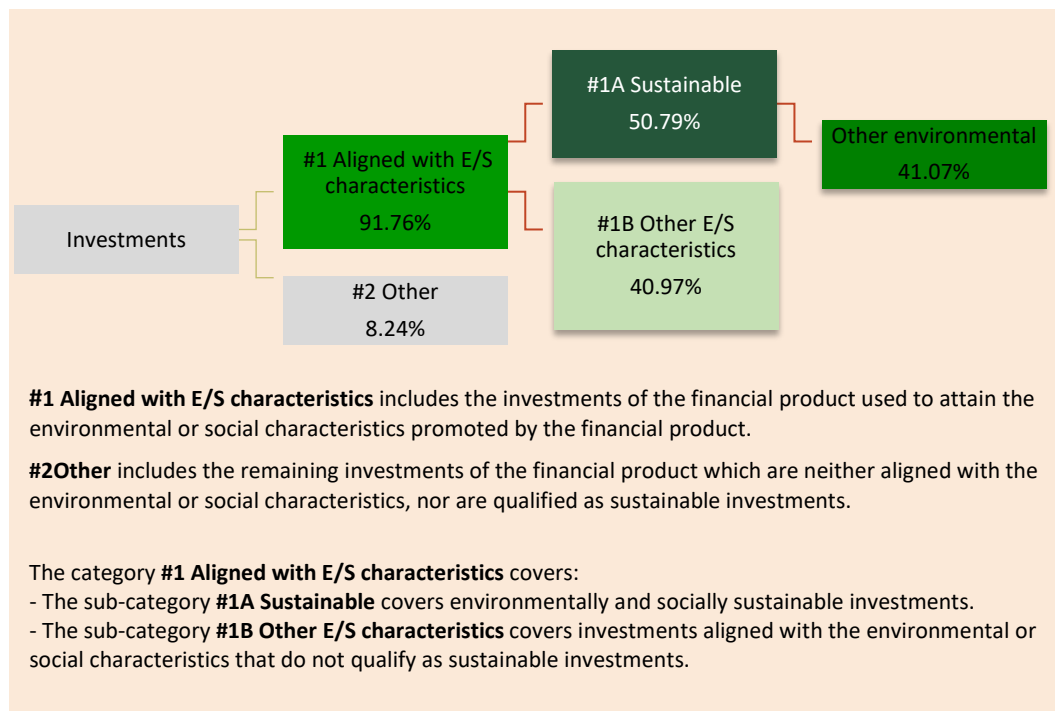 #1A Sustainable
50.79%
Other environmental
41.07%
#1 Aligned with E/S
characteristics
91.76%
Investments
#1B Other E/S
characteristics
40.97%
#2 Other
8.24%
#1 Aligned with E/S characteristics includes the investments of the financial product used to attain the
environmental or social characteristics promoted by the financial product.
#2Other includes the remaining investments of the financial product which are neither aligned with the
environmental or social characteristics, nor are qualified as sustainable investments.
The category #1 Aligned with E/S characteristics covers:
- The sub-category #1A Sustainable covers environmentally and socially sustainable investments.
- The sub-category #1B Other E/S characteristics covers investments aligned with the environmental or
social characteristics that do not qualify as sustainable investments.